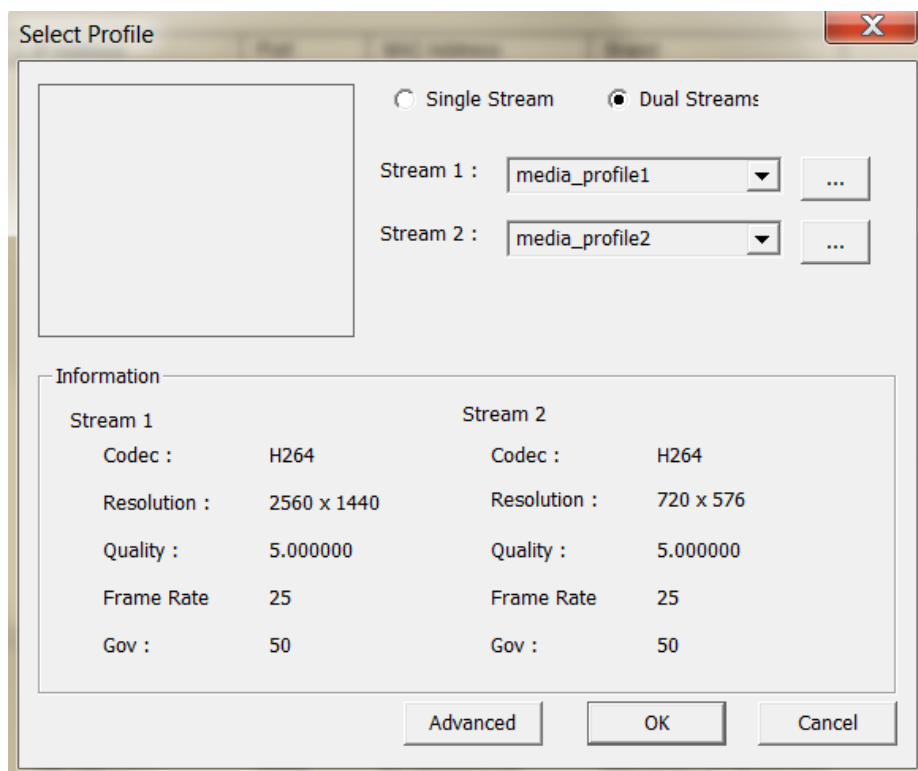 Select Profile
Single Stream Dual Streams
Stream 1 : media_profile1 ...
Stream 2 : media_profile2 ...
Information
Stream 1 Stream 2
Codec : H264 Codec : H264
Resolution : 2560 x 1440 Resolution : 720 x 576
Quality : 5.000000 Quality : 5.000000
Frame Rate 25 Frame Rate 25
Gov : 50 Gov : 50
Advanced OK Cancel